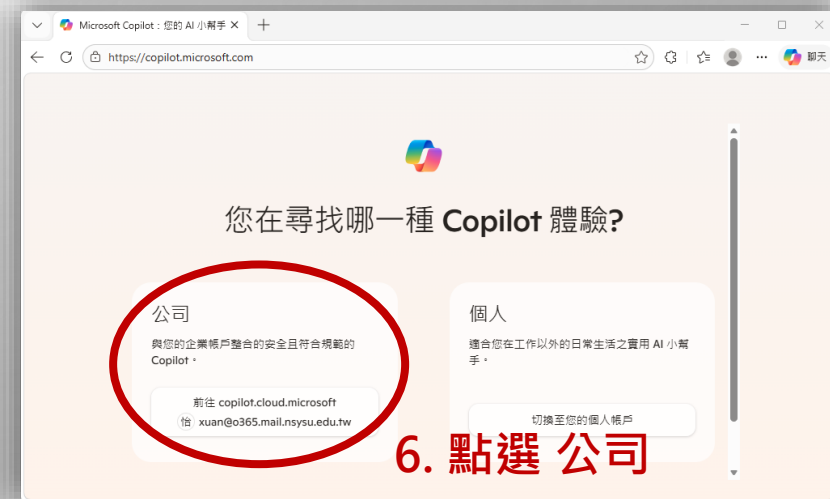 Microsoft Copilot：您的 AI 小幫手
https://copilot.microsoft.com
聊天
您在尋找哪一種 Copilot 體驗?
公司
與您的企業帳戶整合的安全且符合規範的
Copilot。
前往 copilot.cloud.microsoft
怡 xuan@o365.mail.nsysu.edu.tw
個人
適合您在工作以外的日常生活之實用 AI 小幫
手。
切換至您的個人帳戶
6. 點選 公司